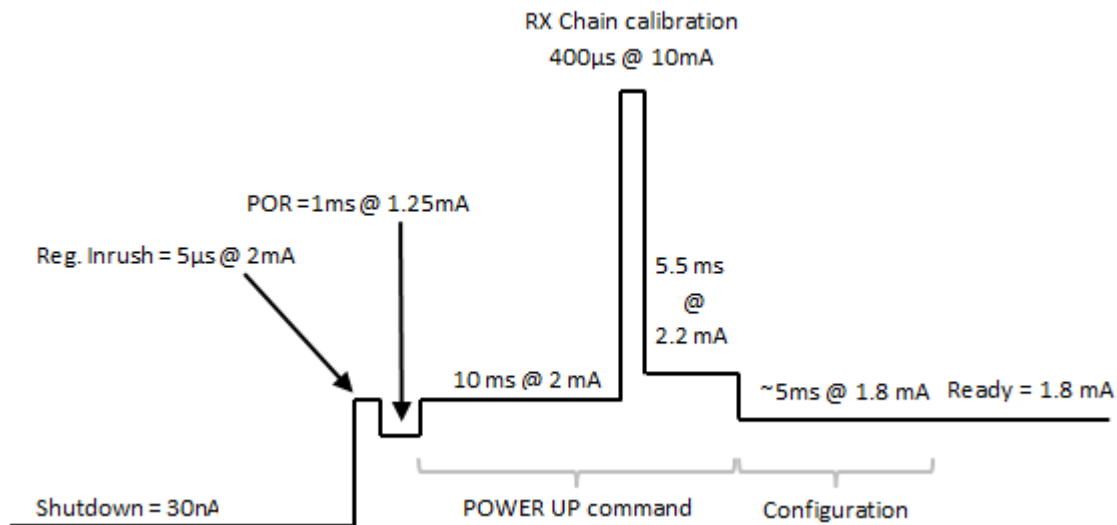 RX Chain calibration
400µs @ 10mA
POR =1ms @ 1.25mA
Reg. Inrush = 5µs @ 2mA
5.5 ms
@
2.2 mA
10 ms @ 2 mA
~5ms @ 1.8 mA
Ready = 1.8 mA
Shutdown = 30nA
POWER UP command
Configuration